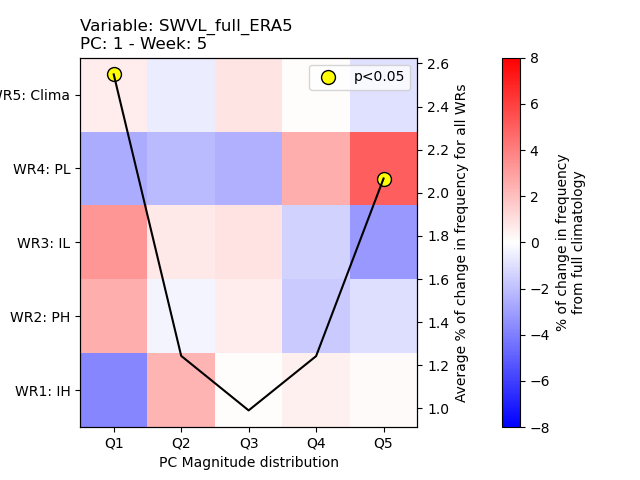 Variable: SWVL_full_ERA5
PC: 1 - Week: 5
p<0.05
WR5: Clima
WR4: PL
WR3: IL
WR2: PH
WR1: IH
Q1 Q2 Q3 Q4 Q5
PC Magnitude distribution
2.6
2.4
2.2
2.0
1.8
1.6
1.4
1.2
1.0
Average % of change in frequency for all WRs
8
6
4
2
0
−2
−4
−6
−8
% of change in frequency
from full climatology